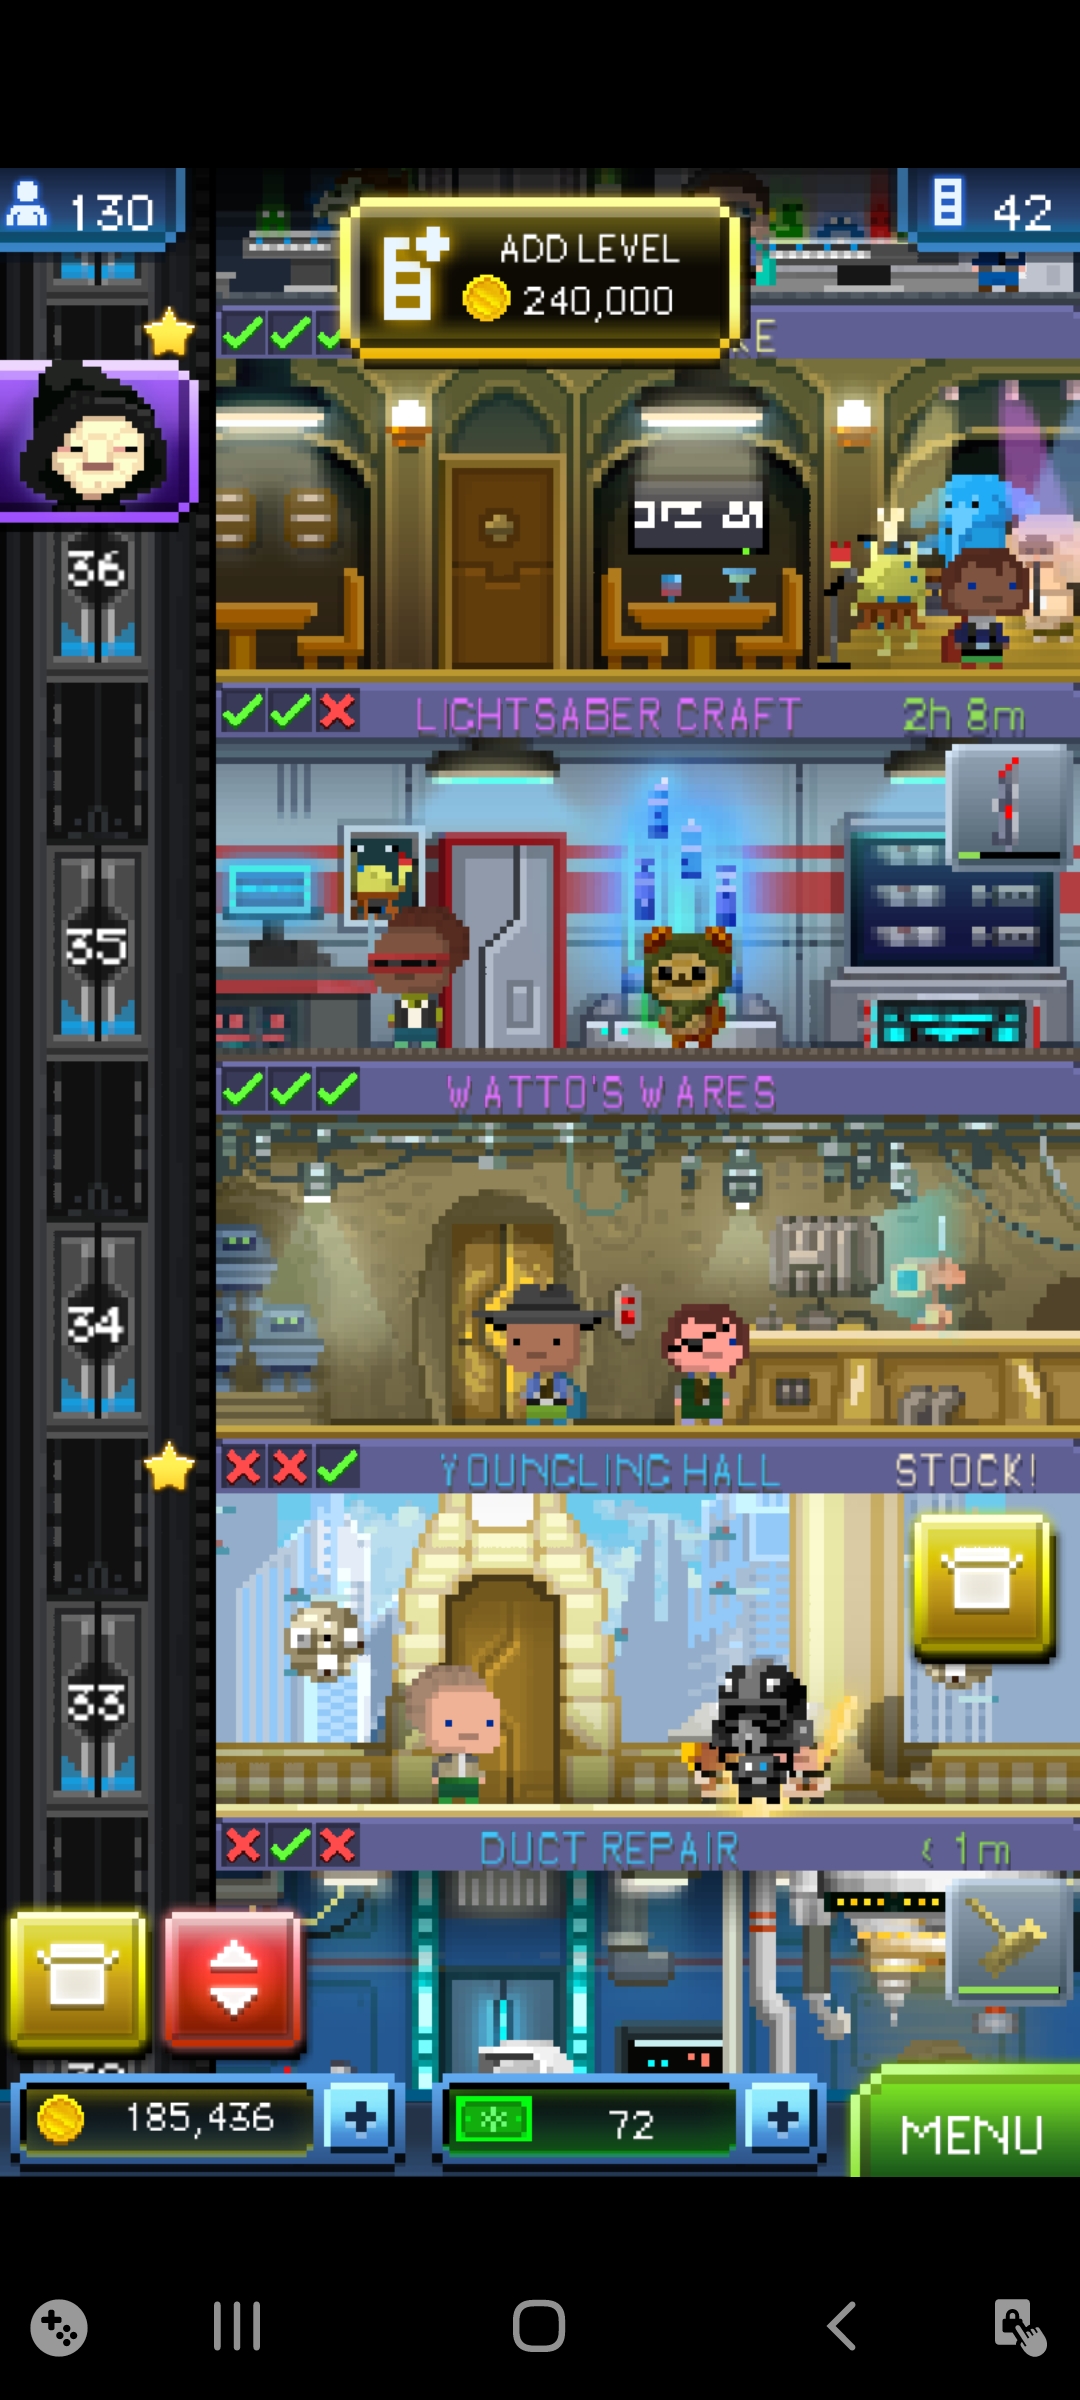 130
ADD LEVEL
240,000
42
KE
36
LIGHTSABER CRAFT
2h 8m
35
WATTO'S WARES
34
YOUNGLING HALL
STOCK!
33
DUCT REPAIR
< 1m
185,436
72
MENU